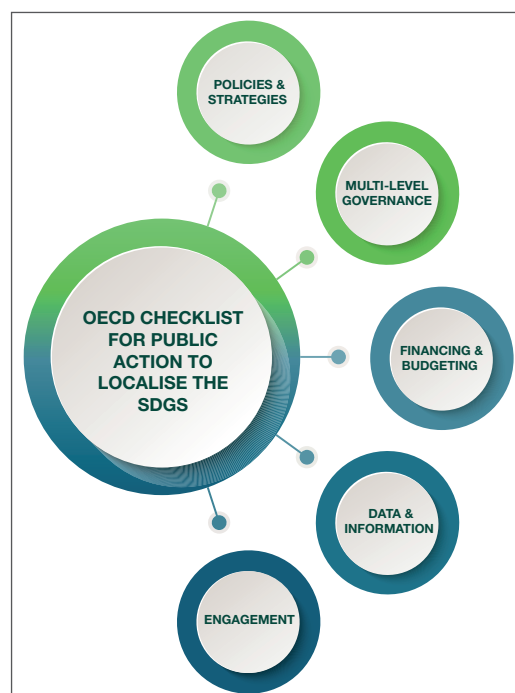 POLICIES &
STRATEGIES
MULTI-LEVEL
GOVERNANCE
OECD CHECKLIST
FOR PUBLIC
ACTION TO
LOCALISE THE
SDGS
FINANCING &
BUDGETING
DATA &
INFORMATION
ENGAGEMENT